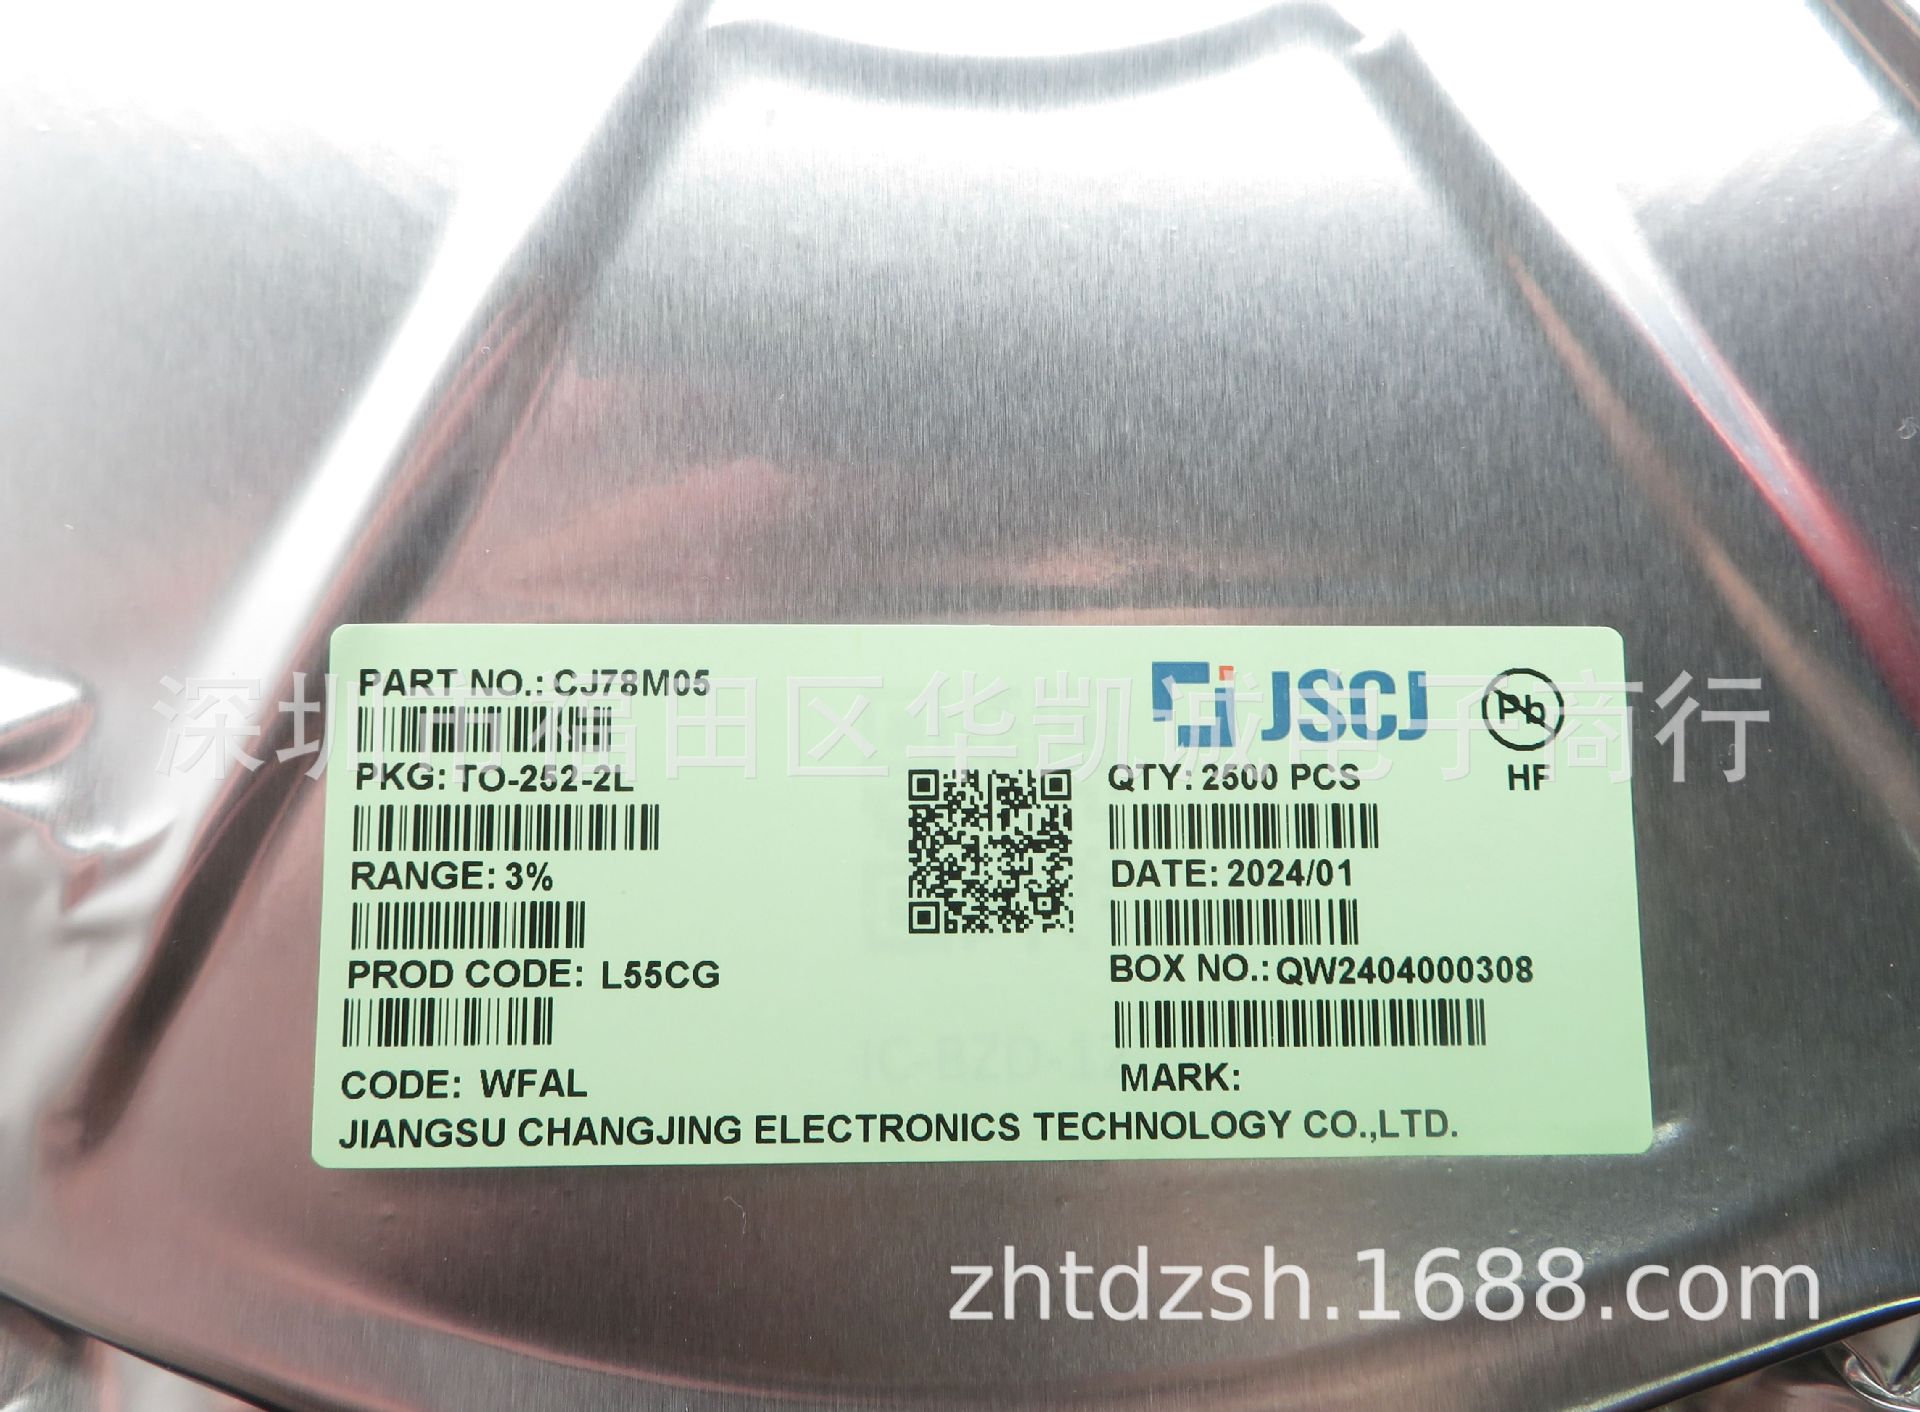 PART NO.: CJ78M05
JSCJ
Pb
深圳市福田区华凯诚电子商行
PKG: TO-252-2L
QTY: 2500 PCS
HF
RANGE: 3%
DATE: 2024/01
PROD CODE: L55CG
BOX NO.: QW2404000308
CODE: WFAL
MARK:
JIANGSU CHANGJING ELECTRONICS TECHNOLOGY CO.,LTD.
zhtdzsh.1688.com